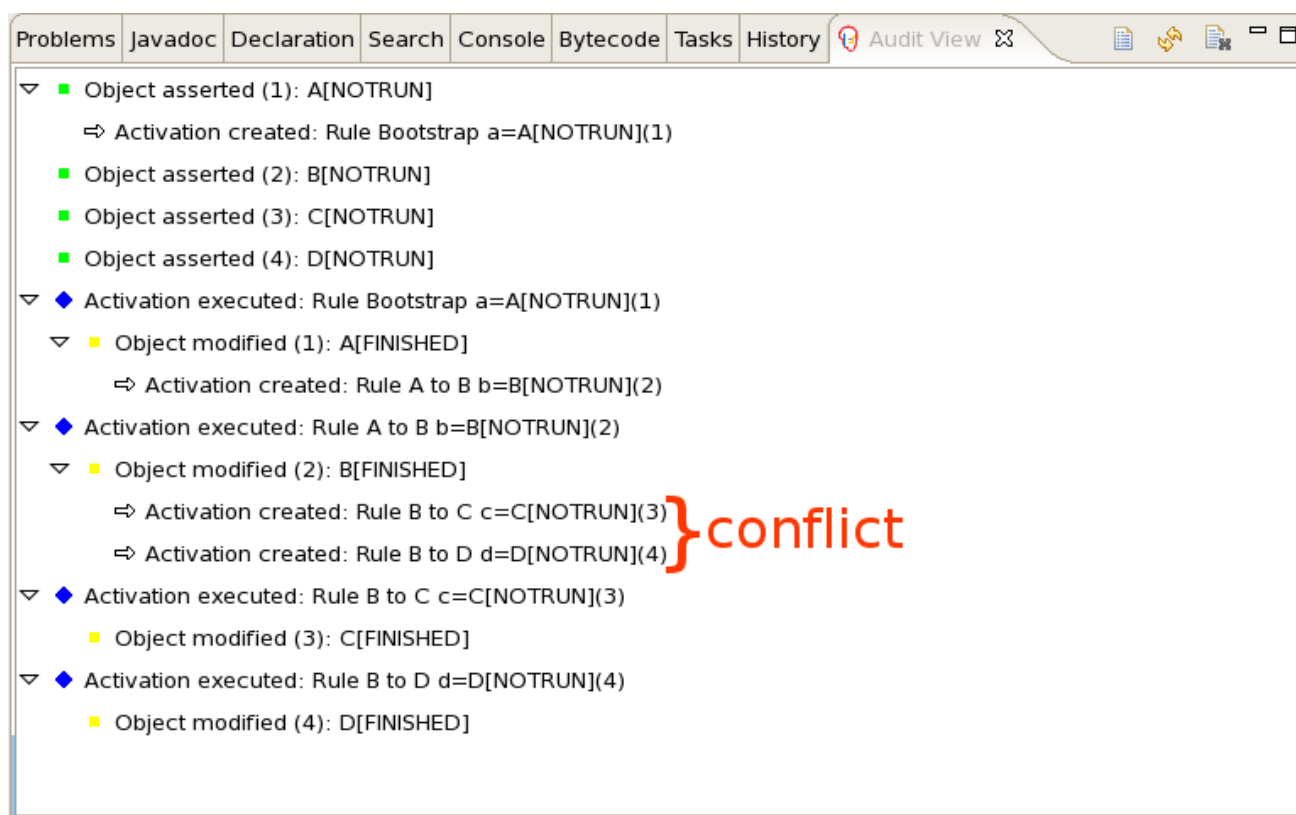 Problems Javadoc Declaration Search Console Bytecode Tasks History Audit View
Object asserted (1): A[NOTRUN]
Activation created: Rule Bootstrap a=A[NOTRUN](1)
Object asserted (2): B[NOTRUN]
Object asserted (3): C[NOTRUN]
Object asserted (4): D[NOTRUN]
Activation executed: Rule Bootstrap a=A[NOTRUN](1)
Object modified (1): A[FINISHED]
Activation created: Rule A to B b=B[NOTRUN](2)
Activation executed: Rule A to B b=B[NOTRUN](2)
Object modified (2): B[FINISHED]
Activation created: Rule B to C c=C[NOTRUN](3)
Activation created: Rule B to D d=D[NOTRUN](4)
conflict
Activation executed: Rule B to C c=C[NOTRUN](3)
Object modified (3): C[FINISHED]
Activation executed: Rule B to D d=D[NOTRUN](4)
Object modified (4): D[FINISHED]